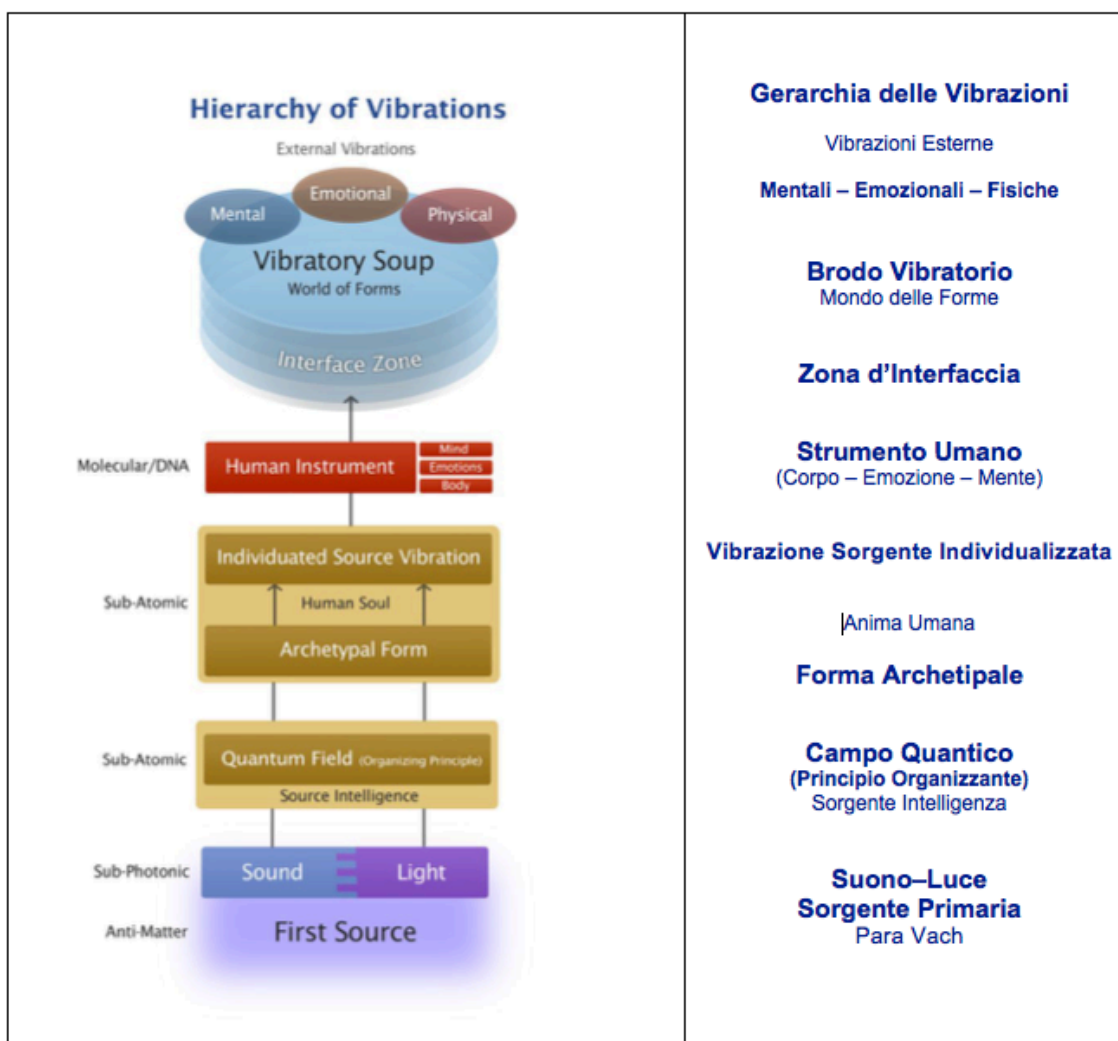 Hierarchy of Vibrations
External Vibrations
Emotional
Mental
Physical
Vibratory Soup
World of Forms
Interface Zone
Molecular/DNA
Human Instrument
Mind
Emotions
Body
Individuated Source Vibration
Sub-Atomic
Human Soul
Archetypal Form
Sub-Atomic
Quantum Field (Organizing Principle)
Source Intelligence
Sub-Photonic
Sound
Light
Anti-Matter
First Source
Gerarchia delle Vibrazioni
Vibrazioni Esterne
Mentali – Emozionali – Fisiche
Brodo Vibratorio
Mondo delle Forme
Zona d’Interfaccia
Strumento Umano
(Corpo – Emozione – Mente)
Vibrazione Sorgente Individualizzata
Anima Umana
Forma Archetipale
Campo Quantico
(Principio Organizzante)
Sorgente Intelligenza
Suono–Luce
Sorgente Primaria
Para Vach